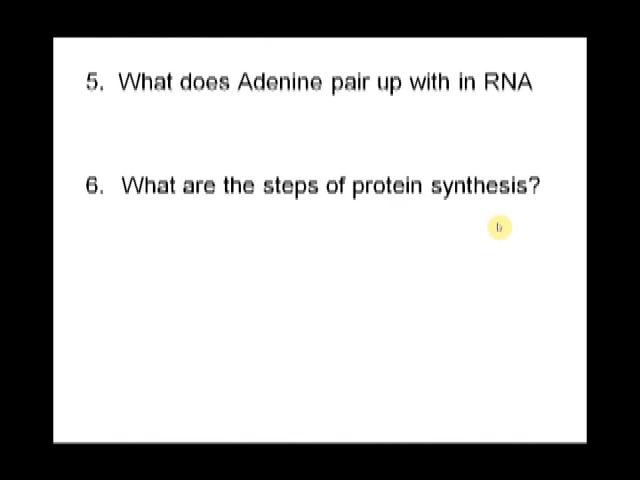 5. What does Adenine pair up with in RNA
6. What are the steps of protein synthesis?